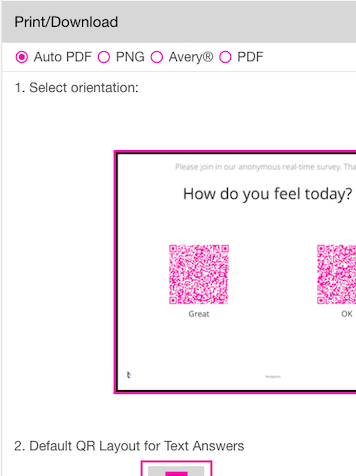 Print/Download
Auto PDF PNG Avery® PDF
1. Select orientation:
Please join in our anonymous real-time survey. Tha
How do you feel today?
Great OK
2. Default QR Layout for Text Answers